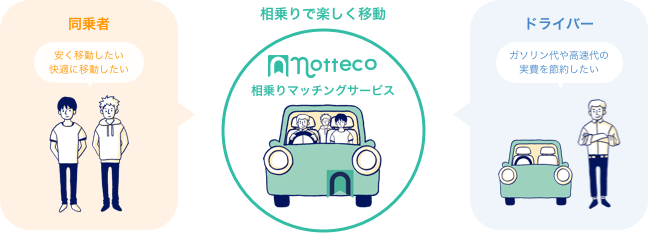 同乗者
安く移動したい
快適に移動したい
相乗りで楽しく移動
motteco
相乗りマッチングサービス
ドライバー
ガソリン代や高速代の
実費を節約したい